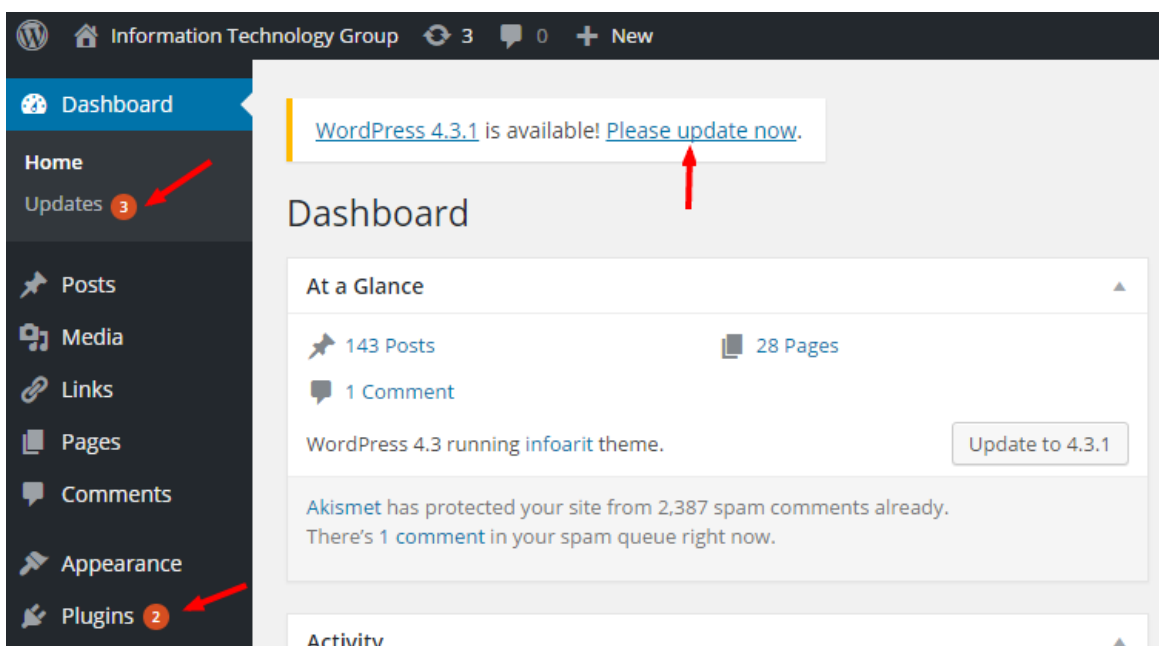 Information Technology Group 3 0 New
Dashboard
Home
Updates 3
Posts
Media
Links
Pages
Comments
Appearance
Plugins 2
WordPress 4.3.1 is available! Please update now.
Dashboard
At a Glance
143 Posts 28 Pages
1 Comment
WordPress 4.3 running infoarit theme. Update to 4.3.1
Akismet has protected your site from 2,387 spam comments already.
There's 1 comment in your spam queue right now.
Activity